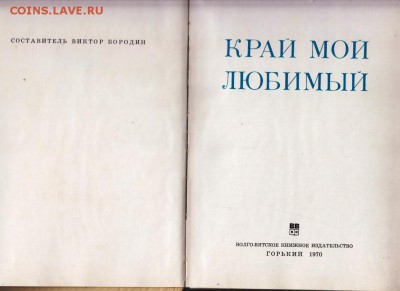 COINS.LAVE.RU
СОСТАВИТЕЛЬ ВИКТОР БОРОДИН
КРАЙ МОЙ
ЛЮБИМЫЙ
ВОЛГО-ВЯТСКОЕ КНИЖНОЕ ИЗДАТЕЛЬСТВО
ГОРЬКИЙ 1970